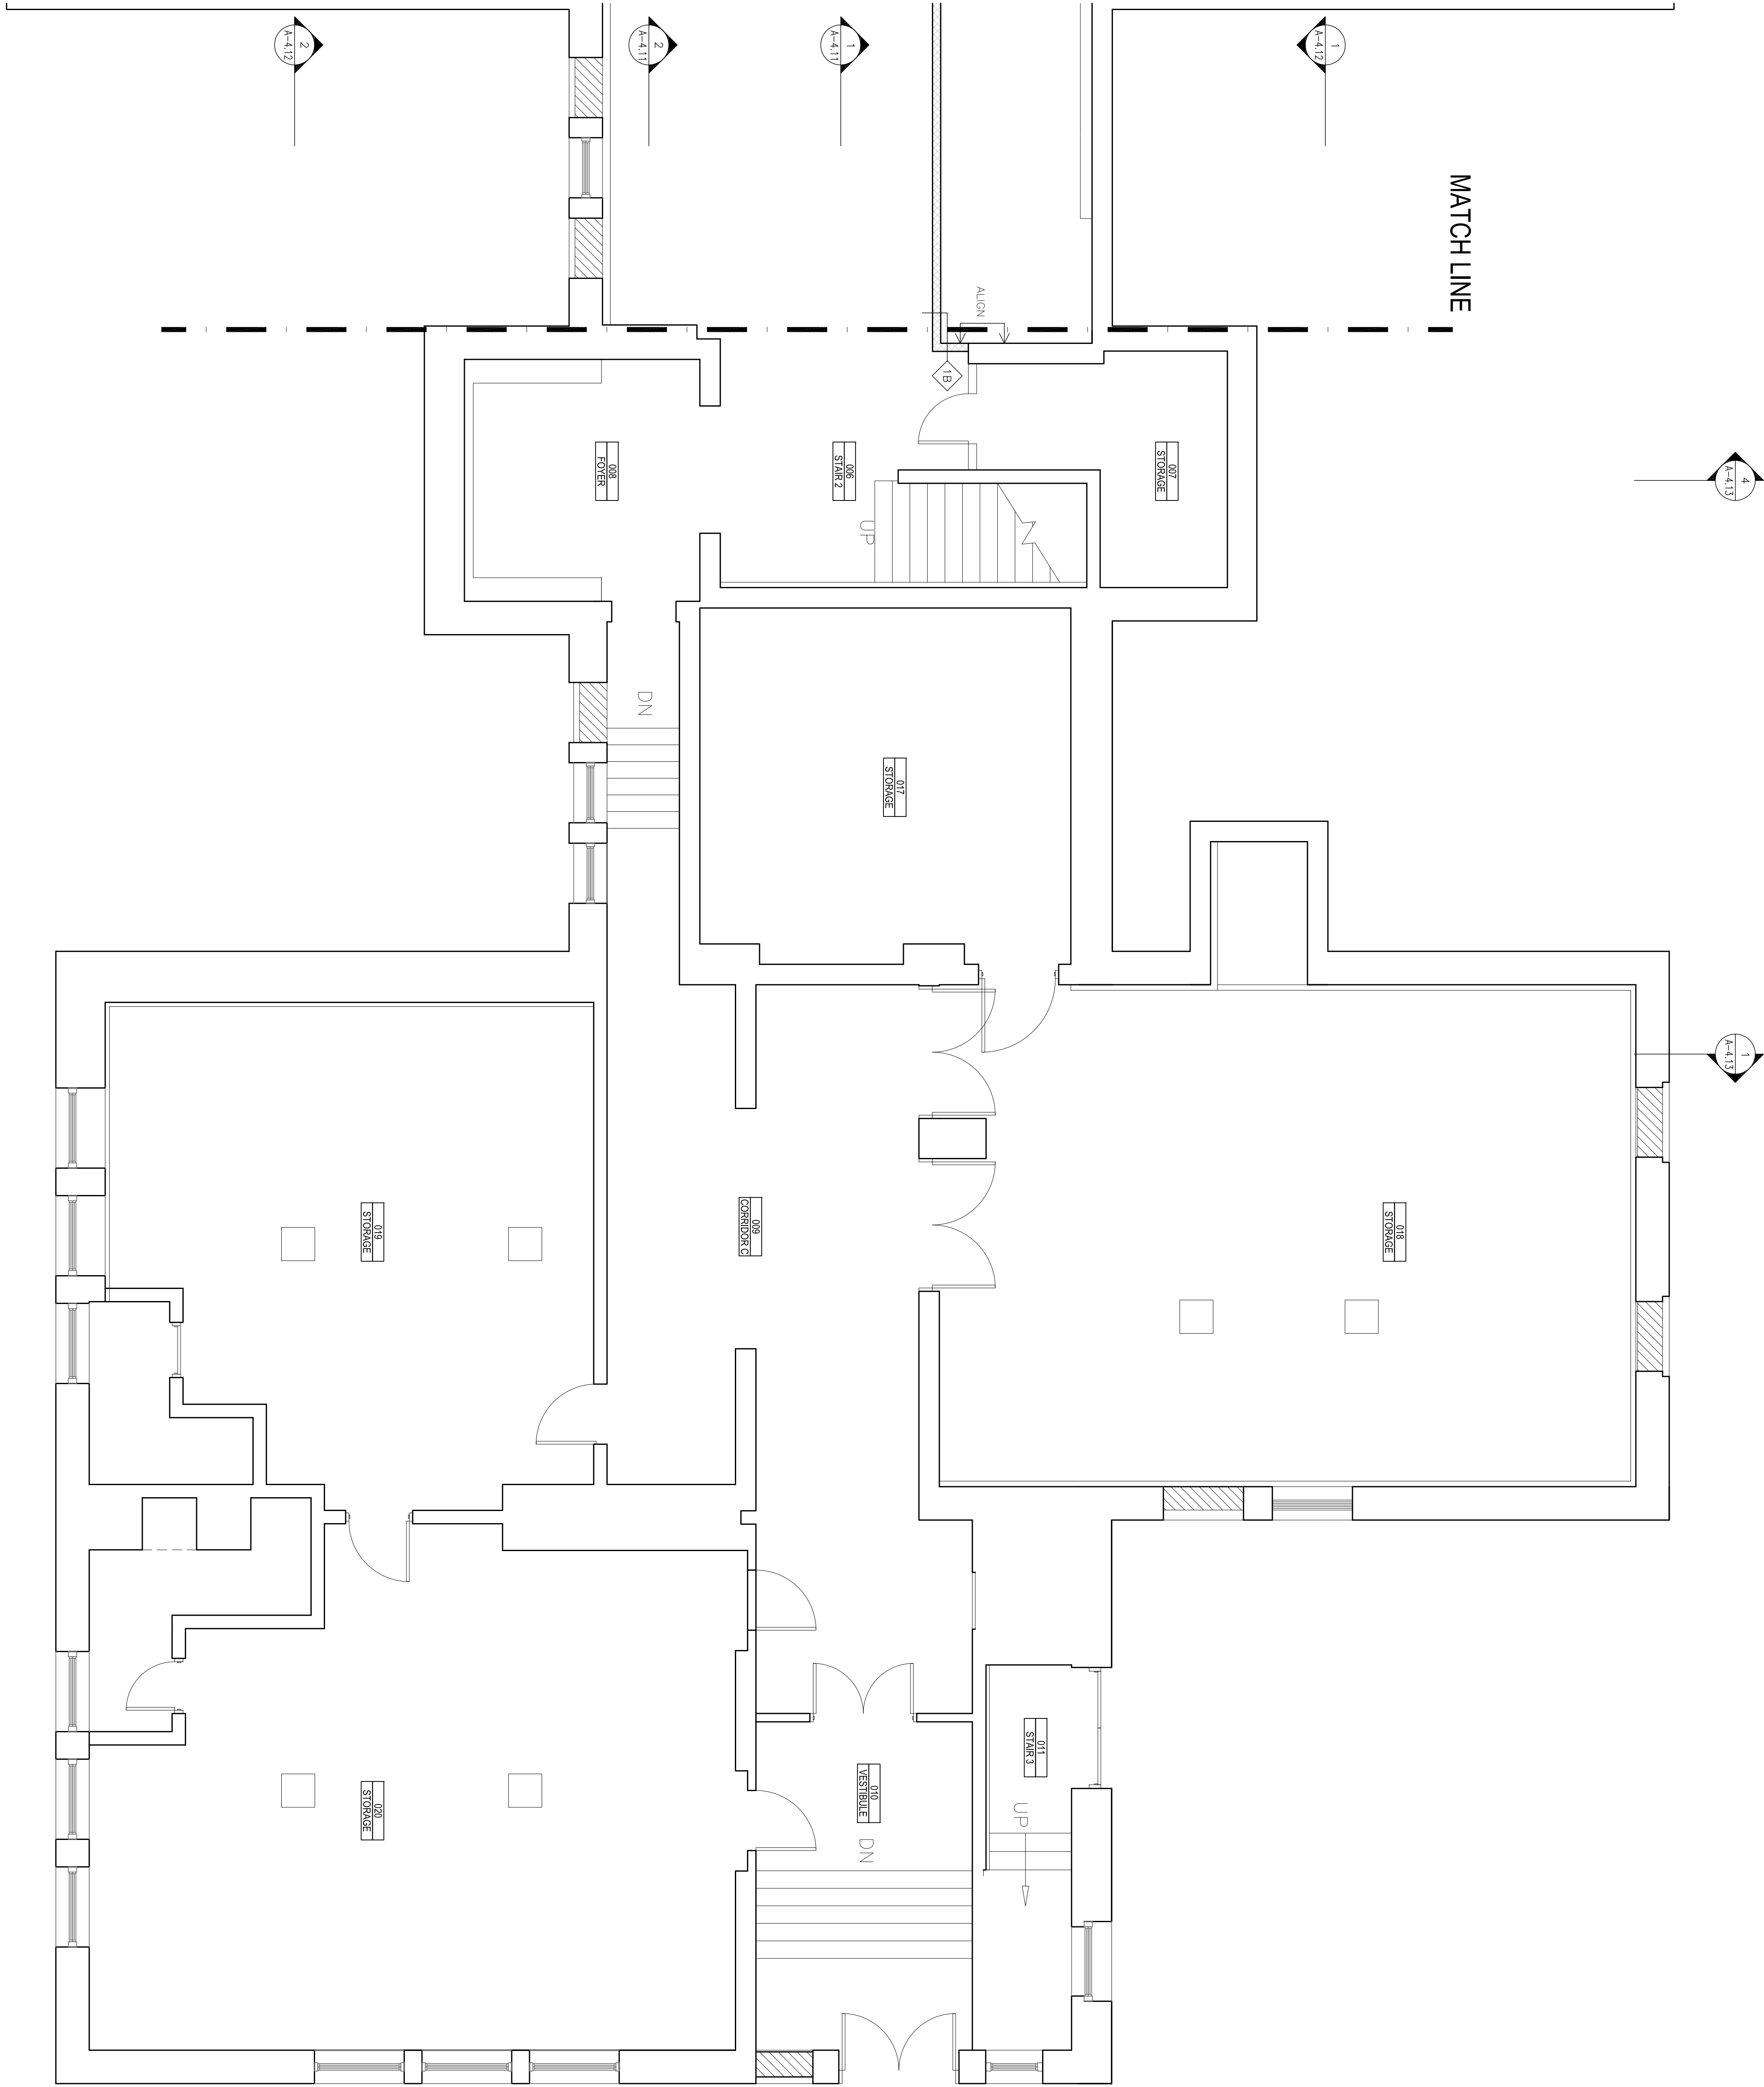 MATCH LINE
4
A-4.13
1
A-4.13
1
A-4.12
1
A-4.11
2
A-4.11
2
A-4.12
ALIGN
1B
007
STORAGE
006
STAIR 2
UP
008
FOYER
DN
017
STORAGE
018
STORAGE
009
CORRIDOR C
019
STORAGE
011
STAIR 3
UP
010
VESTIBULE
DN
020
STORAGE